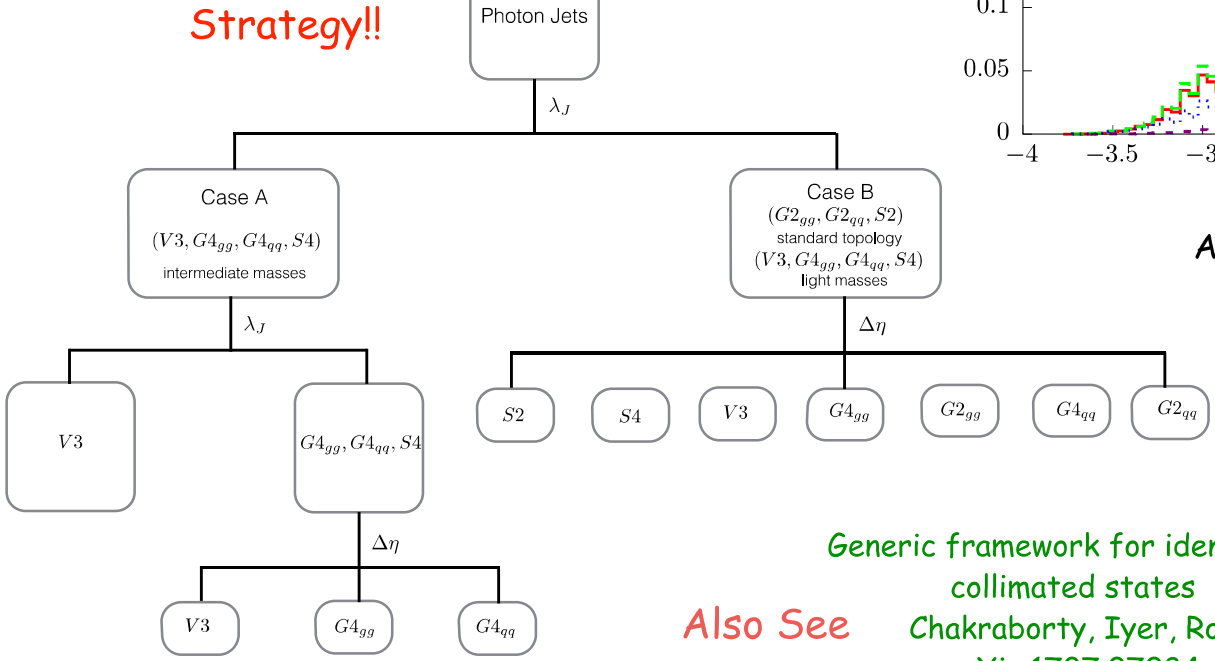 Strategy!!
Photon Jets
λ_J
0.1
0.05
0
−4
−3.5
Case A
(V3, G4_gg, G4_qq, S4)
intermediate masses
Case B
(G2_gg, G2_qq, S2)
standard topology
(V3, G4_gg, G4_qq, S4)
light masses
λ_J
Δη
V3
G4_gg, G4_qq, S4
S2
S4
V3
G4_gg
G2_gg
G4_qq
G2_qq
Δη
V3
G4_gg
G4_qq
Also See
Generic framework for
collimated states
Chakraborty, Iyer,